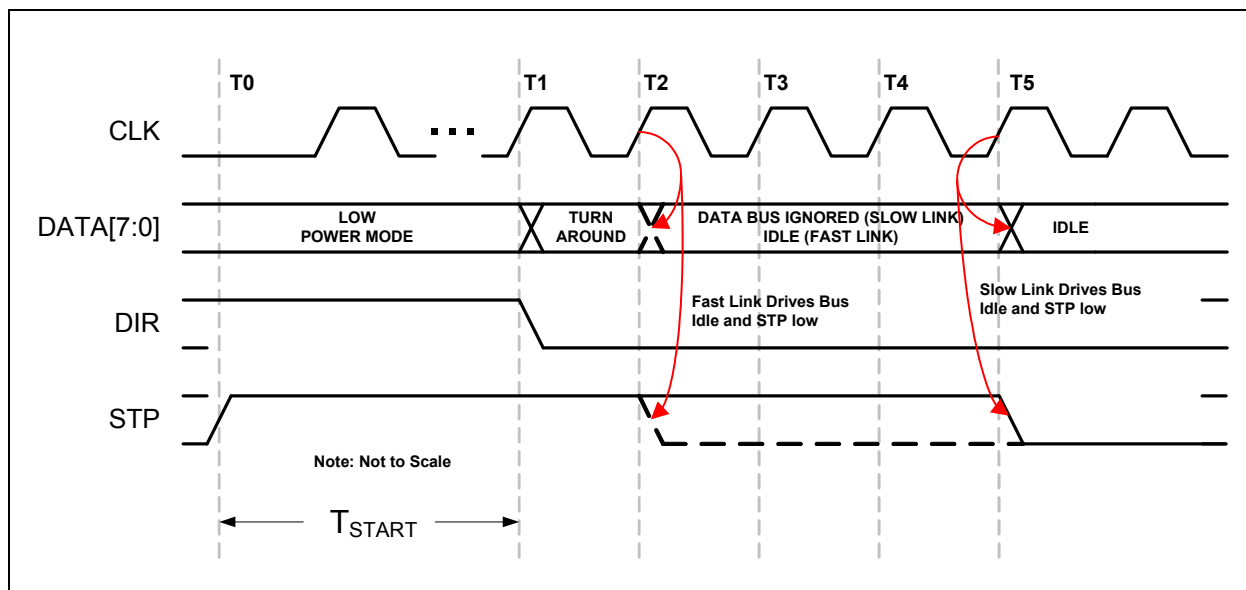 T0
T1
T2
T3
T4
T5
CLK
DATA[7:0]
LOW
POWER MODE
TURN
AROUND
DATA BUS IGNORED (SLOW LINK)
IDLE (FAST LINK)
IDLE
DIR
Fast Link Drives Bus
Idle and STP low
Slow Link Drives Bus
Idle and STP low
STP
Note: Not to Scale
TSTART